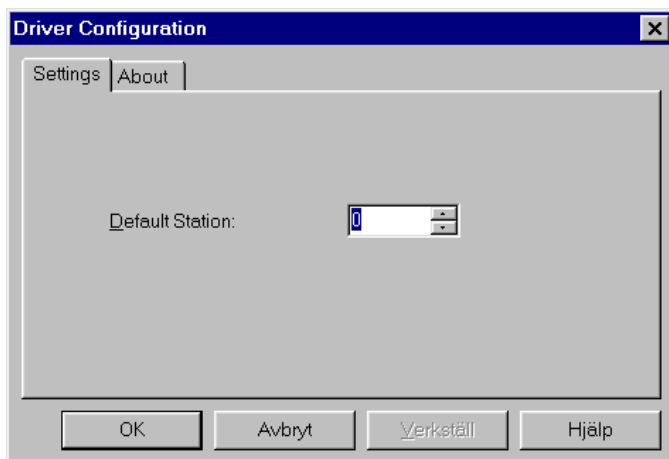 Driver Configuration
Settings About
Default Station: 0
OK Avbryt Verkställ Hjälp